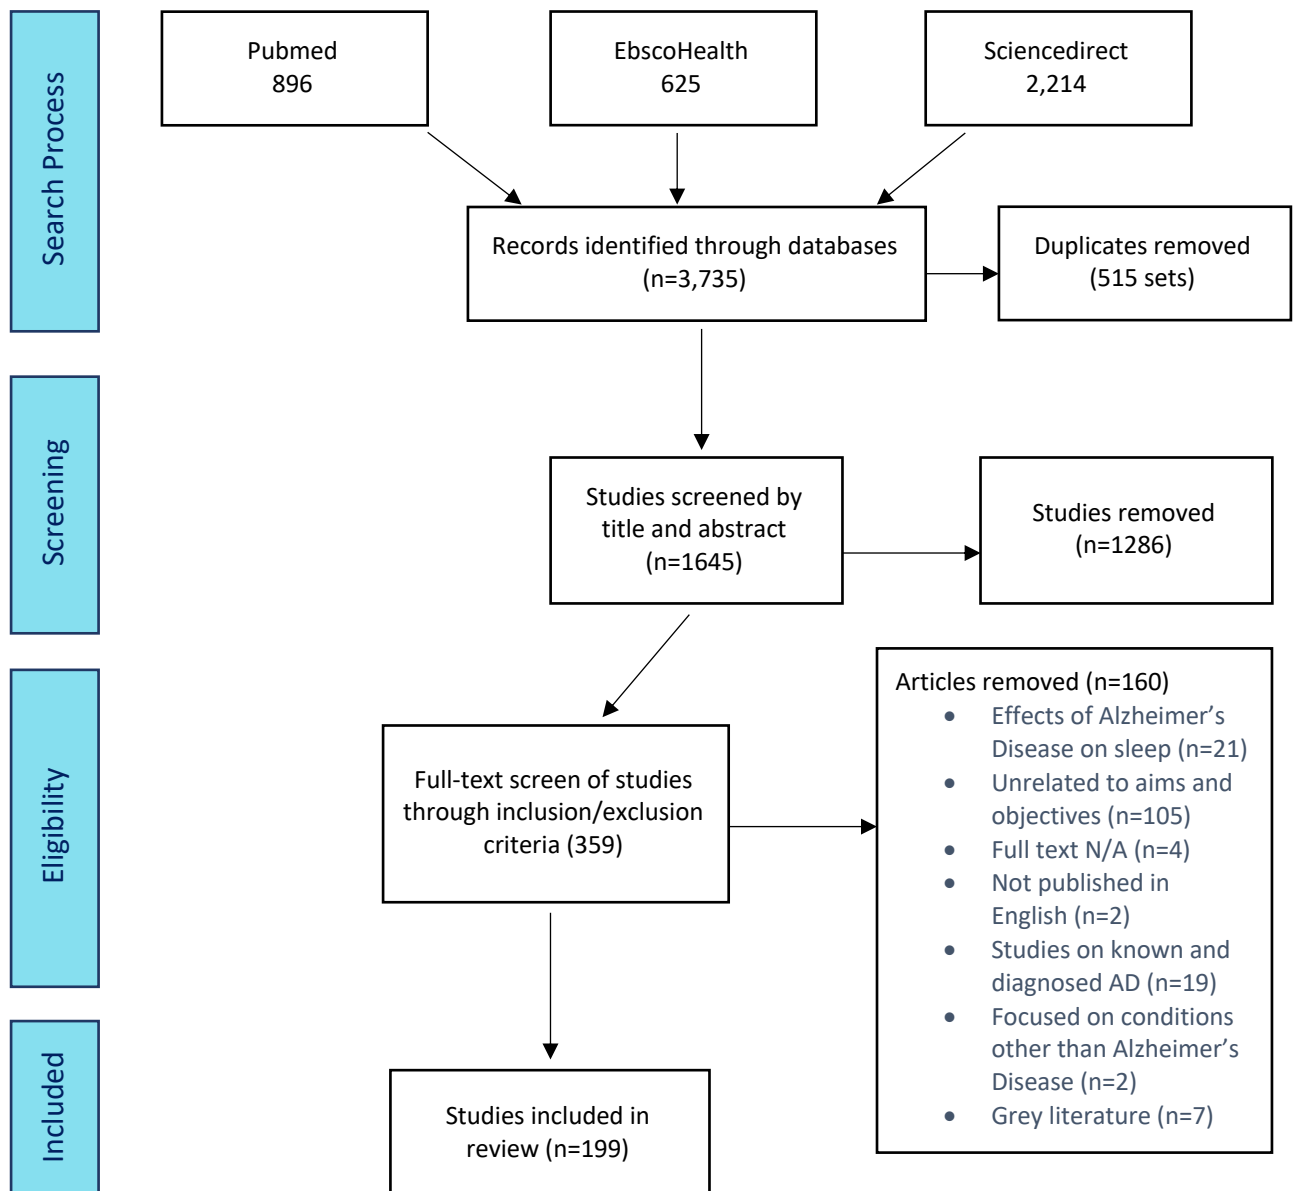 Search Process
Pubmed
896
EbscoHealth
625
Sciencedirect
2,214
Records identified through databases
(n=3,735)
Duplicates removed
(515 sets)
Screening
Studies screened by
title and abstract
(n=1645)
Studies removed
(n=1286)
Eligibility
Full-text screen of studies
through inclusion/exclusion
criteria (359)
Articles removed (n=160)
• Effects of Alzheimer’s
Disease on sleep (n=21)
• Unrelated to aims and
objectives (n=105)
• Full text N/A (n=4)
• Not published in
English (n=2)
• Studies on known and
diagnosed AD (n=19)
• Focused on conditions
other than Alzheimer’s
Disease (n=2)
• Grey literature (n=7)
Included
Studies included in
review (n=199)